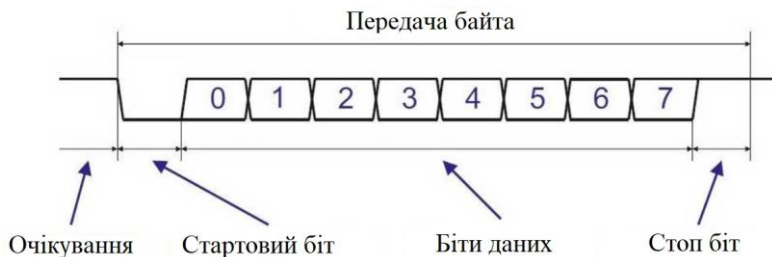 Передача байта
0 1 2 3 4 5 6 7
Очікування Стартовий біт Біти даних Стоп біт